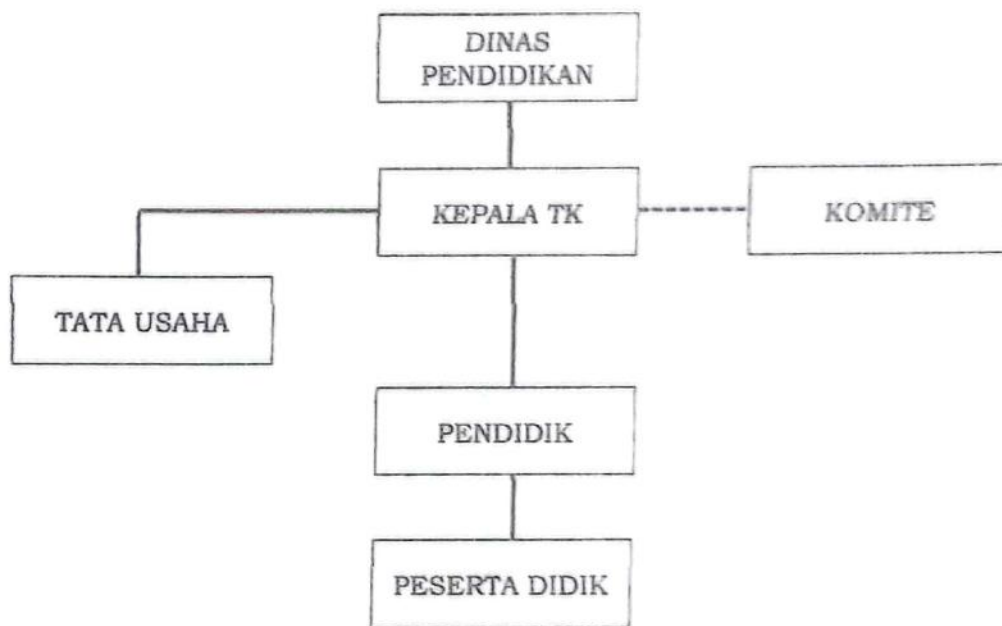 DINAS
PENDIDIKAN
KEPALA TK
KOMITE
TATA USAHA
PENDIDIK
PESERTA DIDIK